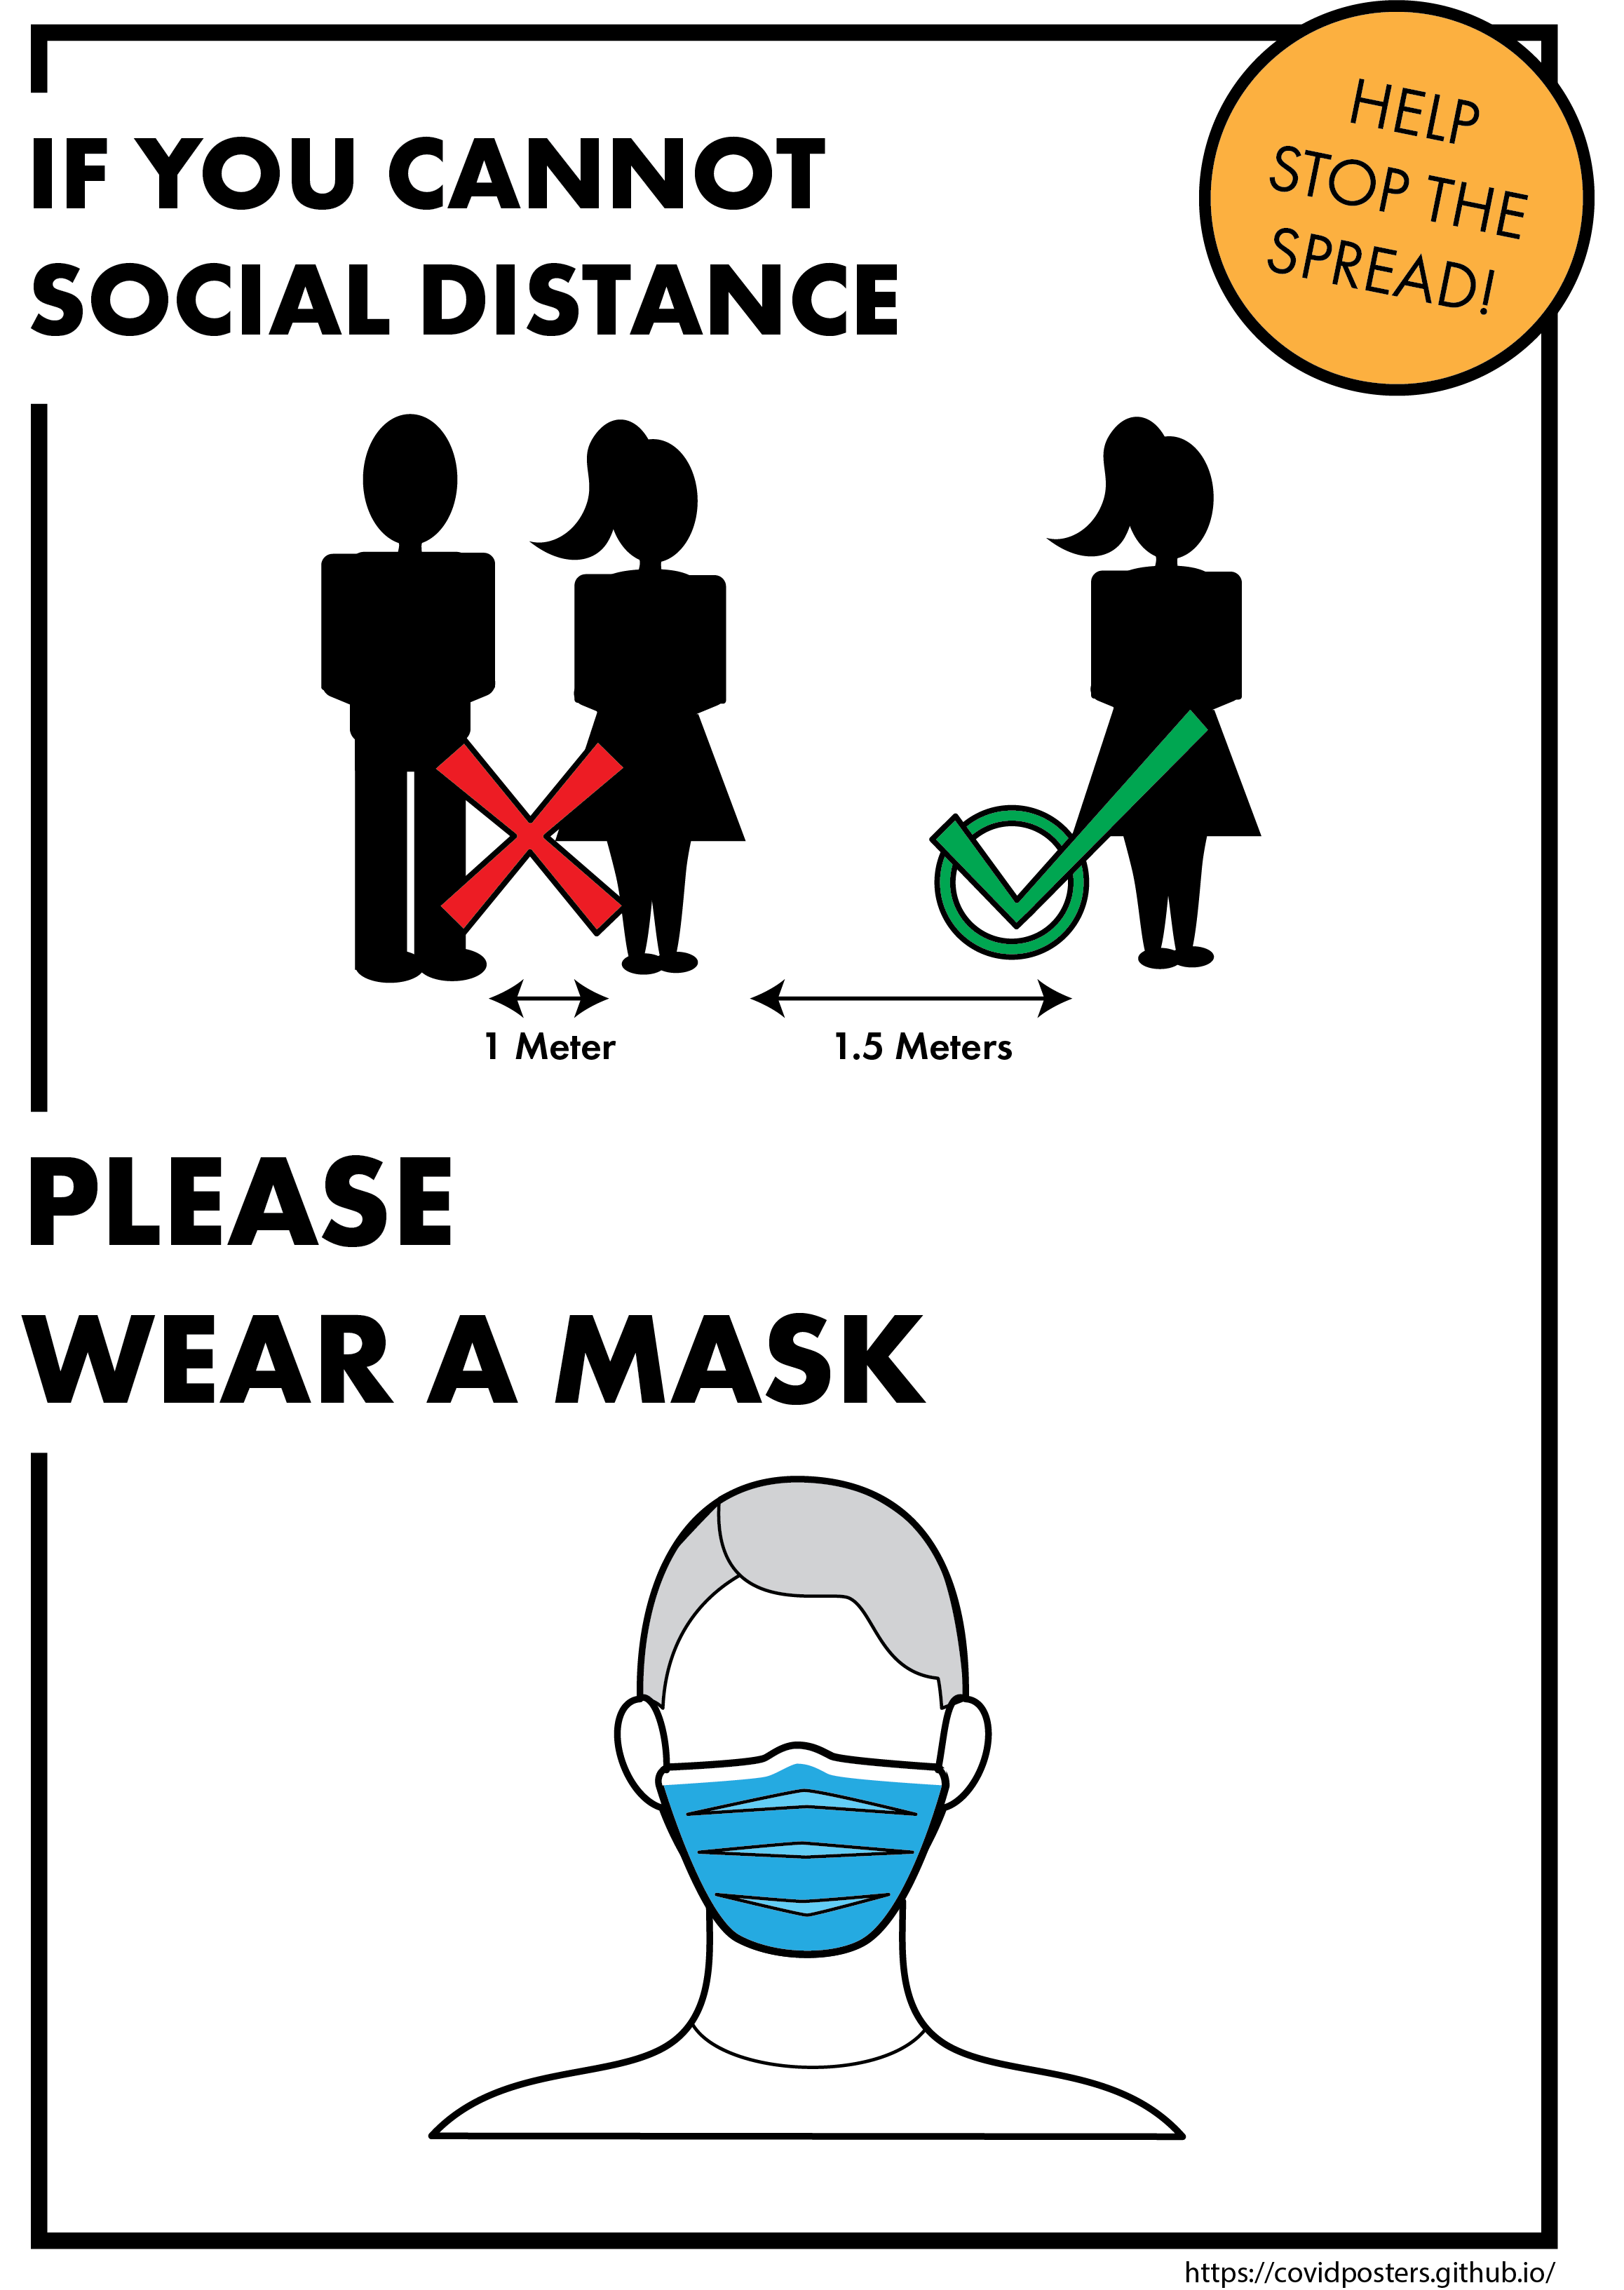 HELP
STOP THE
SPREAD!
IF YOU CANNOT
SOCIAL DISTANCE
1 Meter
1.5 Meters
PLEASE
WEAR A MASK
https://covidposters.github.io/